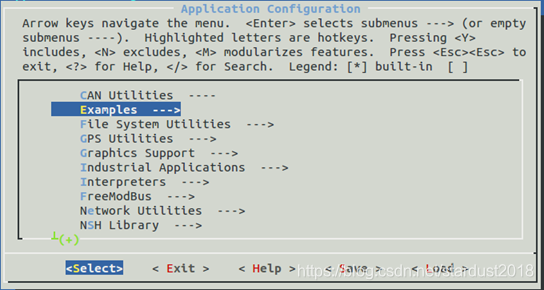 Application Configuration
Arrow keys navigate the menu.  <Enter> selects submenus ---> (or empty
submenus ----).  Highlighted letters are hotkeys.  Pressing <Y>
includes, <N> excludes, <M> modularizes features.  Press <Esc><Esc> to
exit, <?> for Help, </> for Search.  Legend: [*] built-in  [ ]
CAN Utilities  ----
Examples  --->
File System Utilities  --->
GPS Utilities  --->
Graphics Support  --->
Industrial Applications  --->
Interpreters  --->
FreeModBus  --->
Network Utilities  --->
NSH Library  --->
┴(+)
<Select>    < Exit >    < Help >    < Save >    < Load >
https://blog.csdn.net/stardust2018